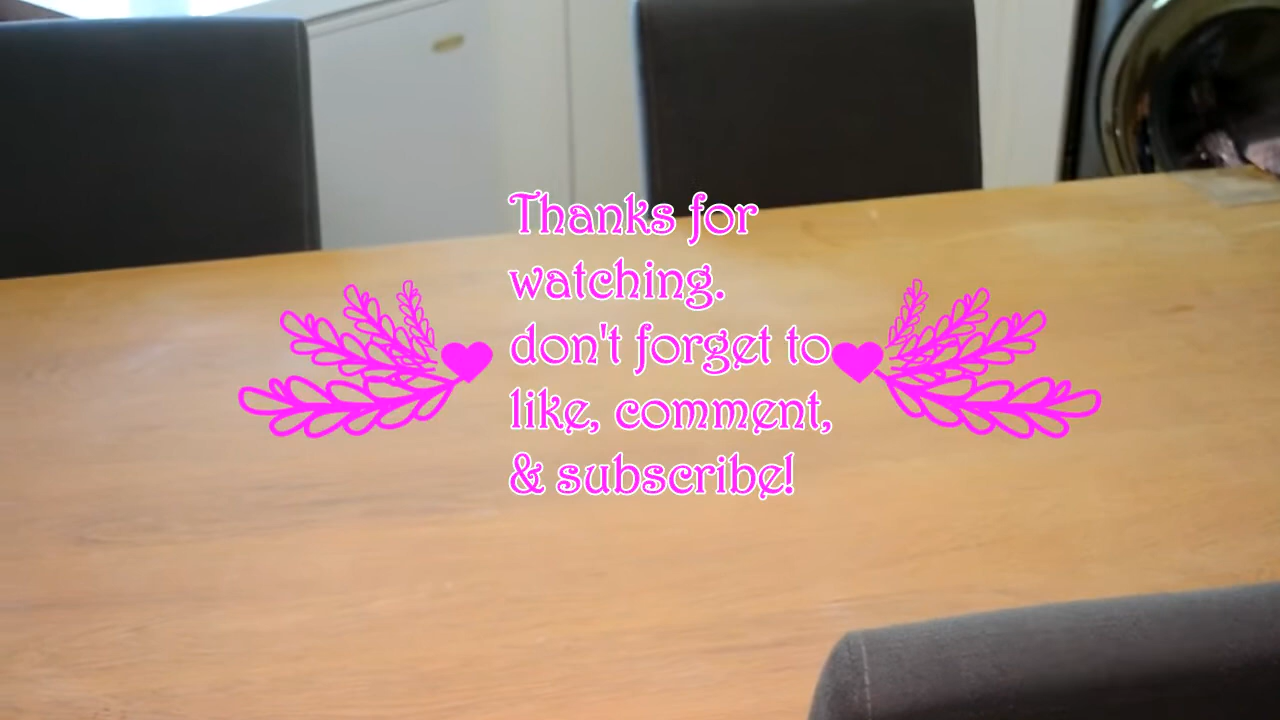 Thanks for
watching.
don't forget to
like, comment,
& subscribe!